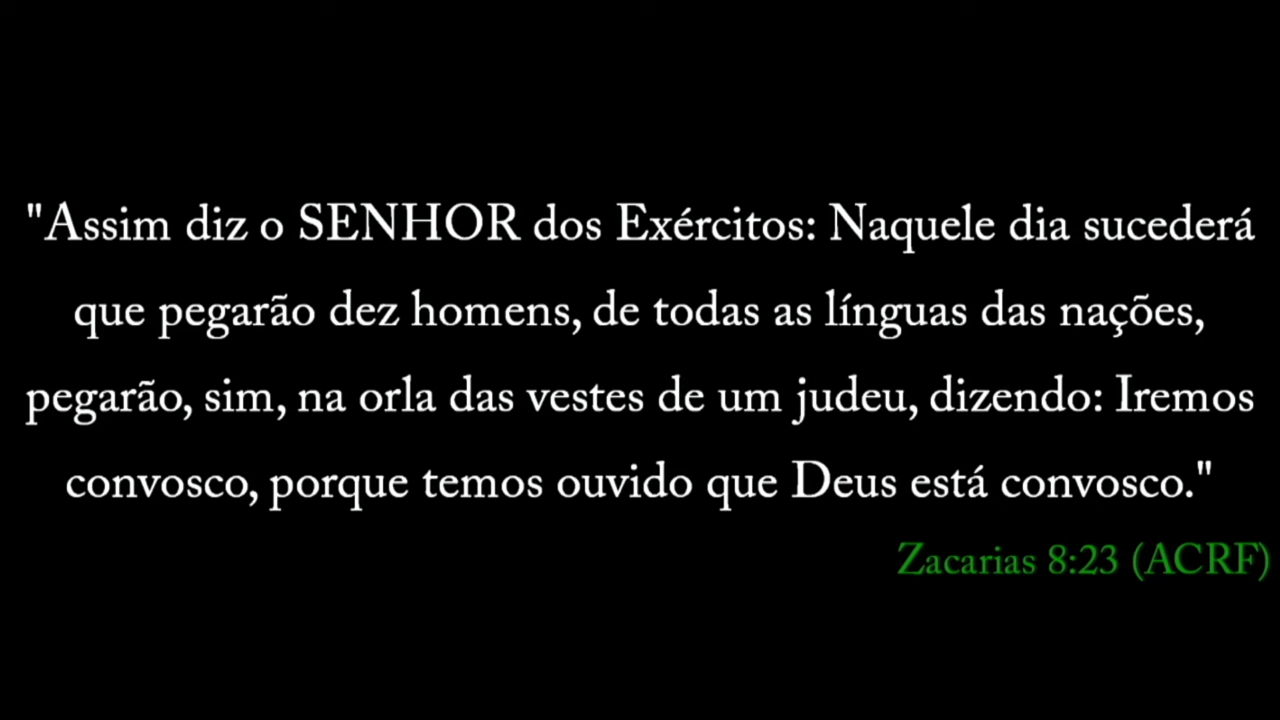 "Assim diz o SENHOR dos Exércitos: Naquele dia sucederá
que pegarão dez homens, de todas as línguas das nações,
pegarão, sim, na orla das vestes de um judeu, dizendo: Iremos
convosco, porque temos ouvido que Deus está convosco."
Zacarias 8:23 (ACRF)